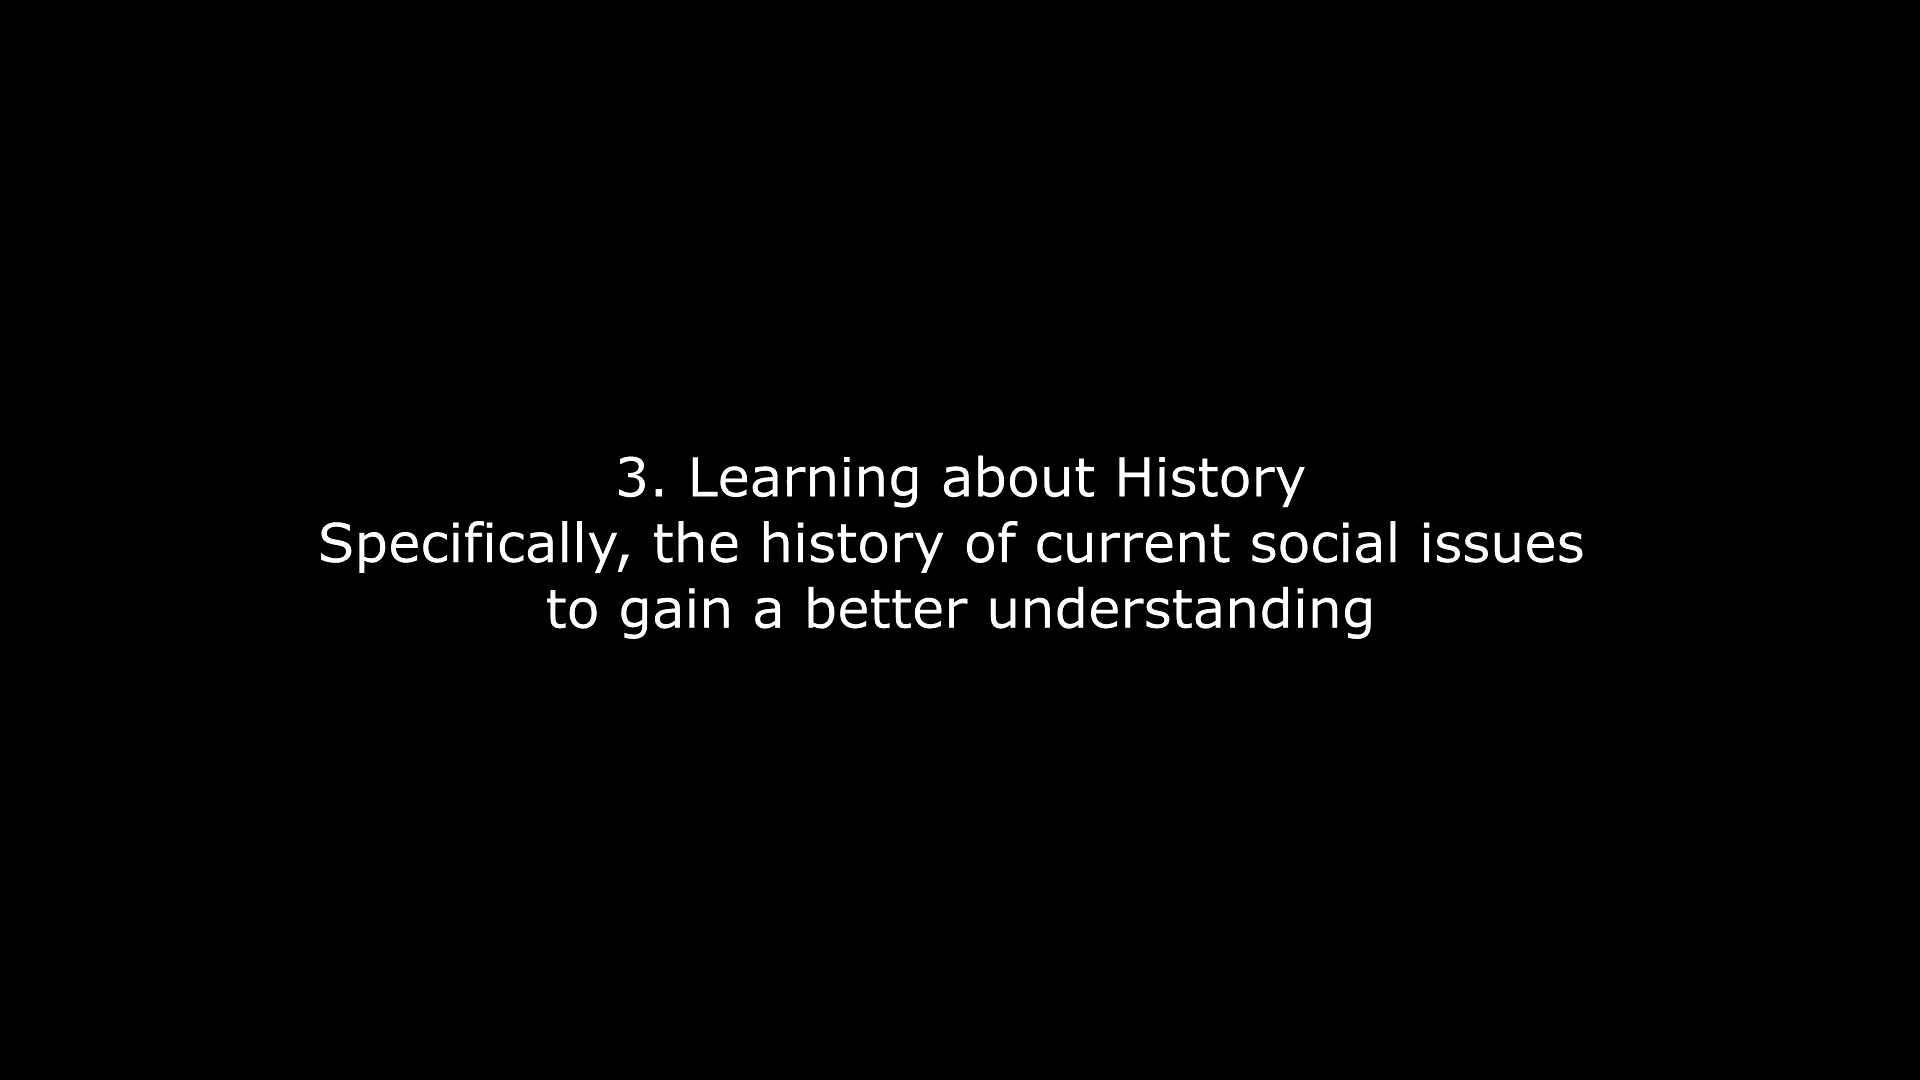 3. Learning about History
Specifically, the history of current social issues
to gain a better understanding